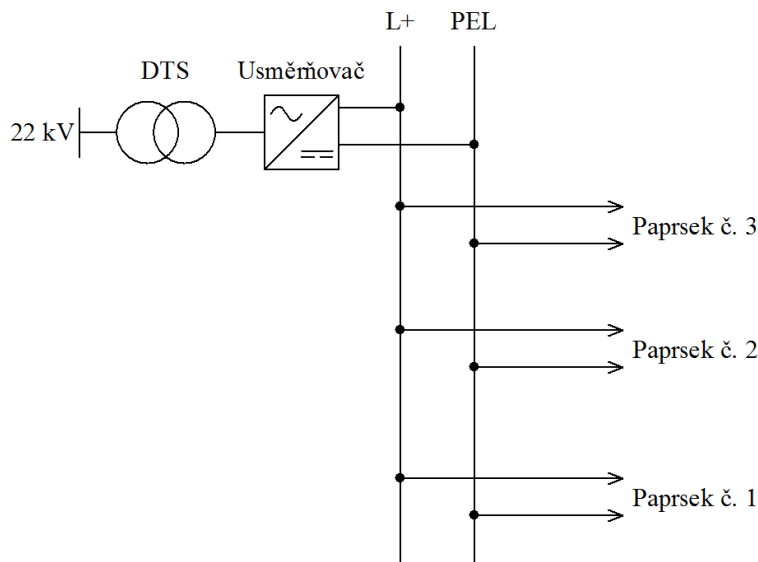 L+ PEL
DTS Usměrňovač
22 kV
Paprsek č. 3
Paprsek č. 2
Paprsek č. 1